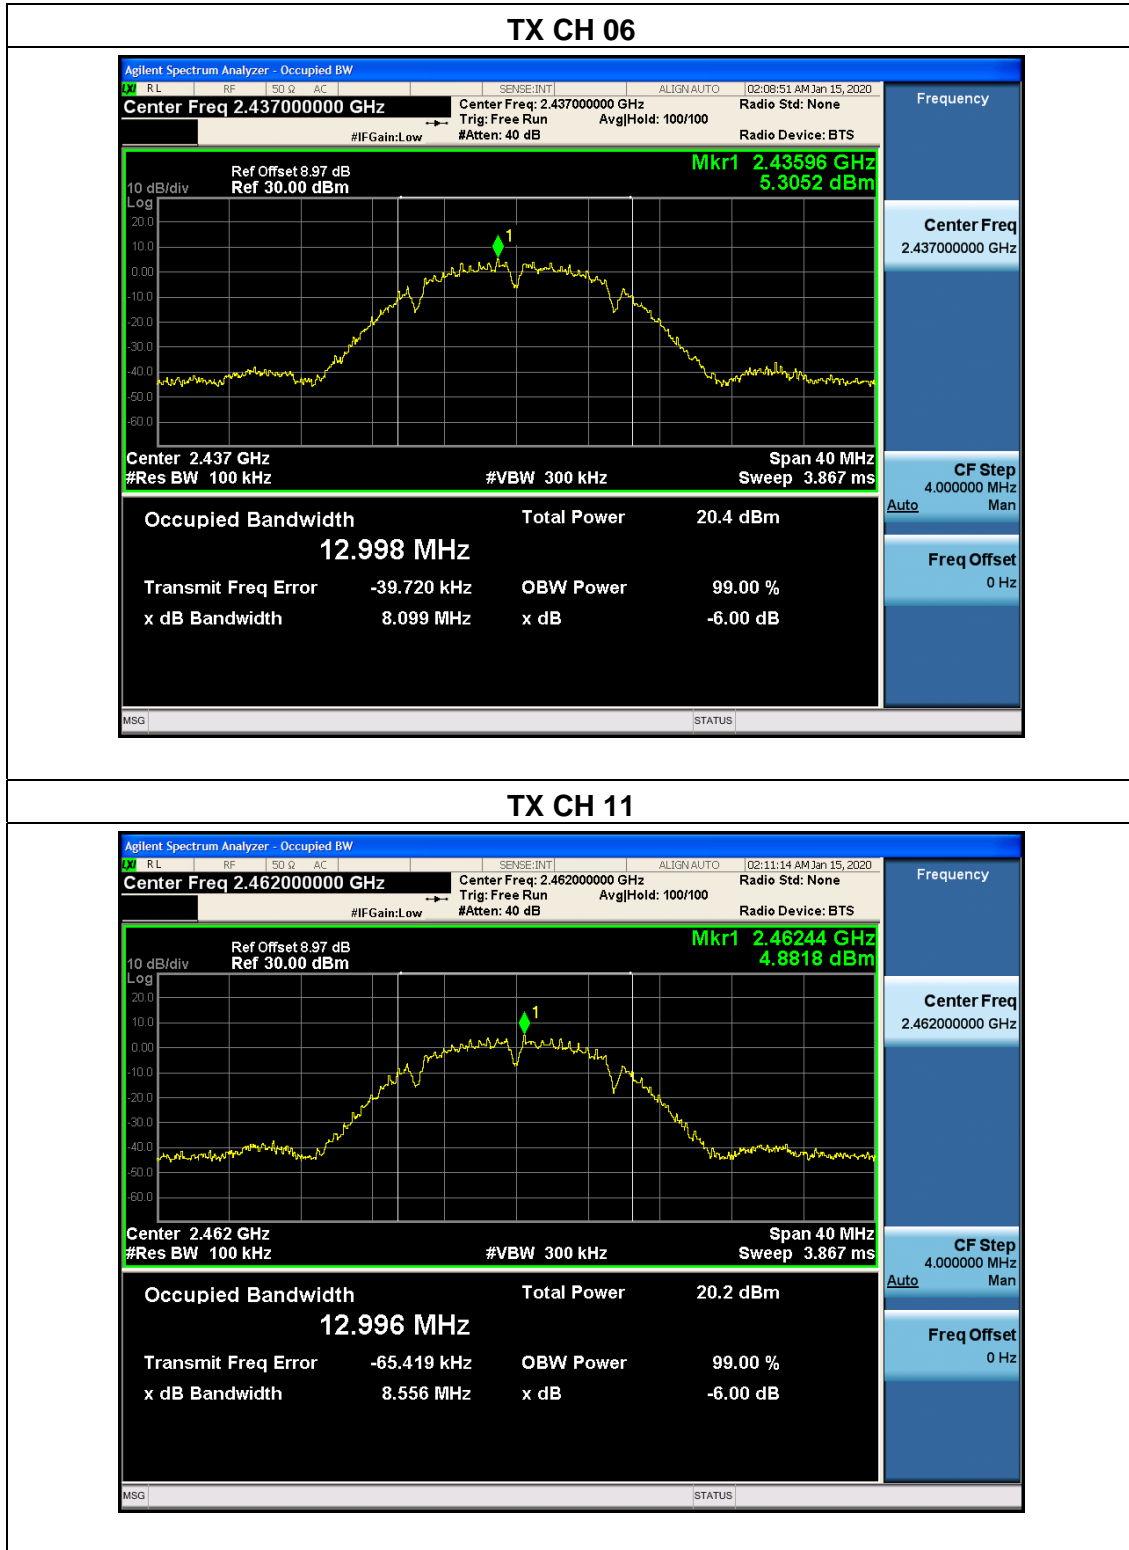 TX CH 06
Agilent Spectrum Analyzer - Occupied BW
LXI RL RF 50 Ω AC SENSE:INT ALIGN AUTO 02:08:51 AM Jan 15, 2020
Center Freq 2.437000000 GHz
Center Freq: 2.437000000 GHz Radio Std: None
Trig: Free Run Avg|Hold: 100/100
#IFGain:Low #Atten: 40 dB Radio Device: BTS
Frequency
Mkr1 2.43596 GHz
5.3052 dBm
Ref Offset 8.97 dB
10 dB/div Ref 30.00 dBm
Log
20.0
10.0
0.00
-10.0
-20.0
-30.0
-40.0
-50.0
-60.0
1
Center 2.437 GHz Span 40 MHz
#Res BW 100 kHz #VBW 300 kHz Sweep 3.867 ms
Center Freq
2.437000000 GHz
CF Step
4.000000 MHz
Auto Man
Freq Offset
0 Hz
Occupied Bandwidth Total Power 20.4 dBm
12.998 MHz
Transmit Freq Error -39.720 kHz OBW Power 99.00 %
x dB Bandwidth 8.099 MHz x dB -6.00 dB
MSG STATUS
TX CH 11
Agilent Spectrum Analyzer - Occupied BW
LXI RL RF 50 Ω AC SENSE:INT ALIGN AUTO 02:11:14 AM Jan 15, 2020
Center Freq 2.462000000 GHz
Center Freq: 2.462000000 GHz Radio Std: None
Trig: Free Run Avg|Hold: 100/100
#IFGain:Low #Atten: 40 dB Radio Device: BTS
Frequency
Mkr1 2.46244 GHz
4.8818 dBm
Ref Offset 8.97 dB
10 dB/div Ref 30.00 dBm
Log
20.0
10.0
0.00
-10.0
-20.0
-30.0
-40.0
-50.0
-60.0
1
Center 2.462 GHz Span 40 MHz
#Res BW 100 kHz #VBW 300 kHz Sweep 3.867 ms
Center Freq
2.462000000 GHz
CF Step
4.000000 MHz
Auto Man
Freq Offset
0 Hz
Occupied Bandwidth Total Power 20.2 dBm
12.996 MHz
Transmit Freq Error -65.419 kHz OBW Power 99.00 %
x dB Bandwidth 8.556 MHz x dB -6.00 dB
MSG STATUS